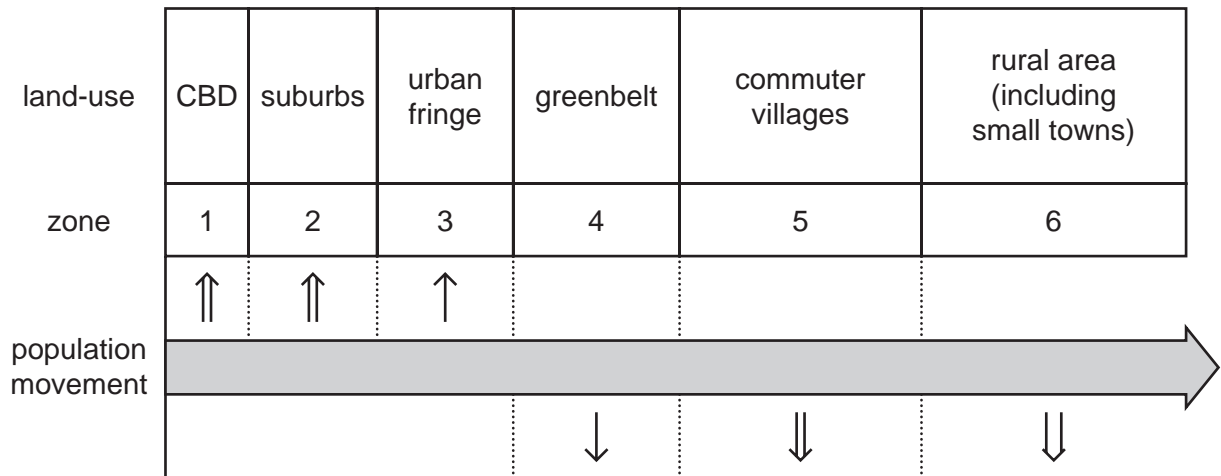 land-use
CBD
suburbs
urban
fringe
greenbelt
commuter
villages
rural area
(including
small towns)
zone
1
2
3
4
5
6
population
movement